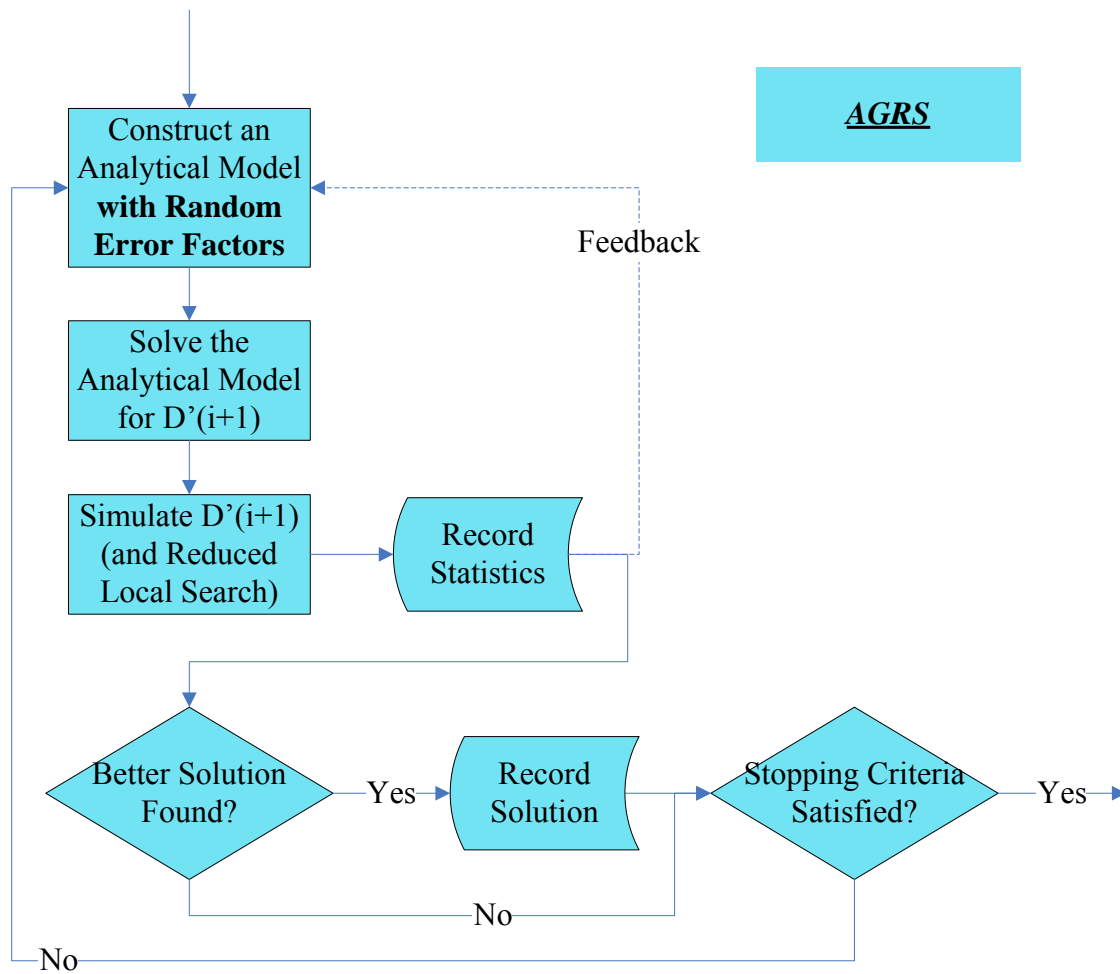 AGRS
Construct an
Analytical Model
with Random
Error Factors
Feedback
Solve the
Analytical Model
for D’(i+1)
Simulate D’(i+1)
(and Reduced
Local Search)
Record
Statistics
Better Solution
Found?
Yes
Record
Solution
Stopping Criteria
Satisfied?
Yes
No
No